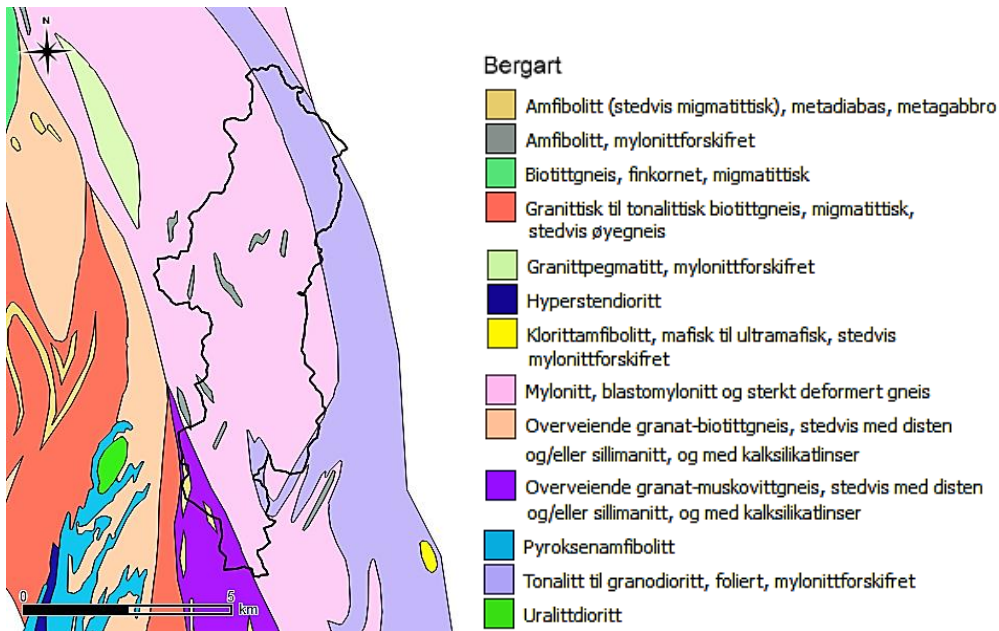 N
Bergart
Amfibolitt (stedvis migmatittisk), metadiabas, metagabbro
Amfibolitt, mylonittforskifret
Biotittgneis, finkornet, migmatittisk
Granittisk til tonalittisk biotittgneis, migmatittisk,
stedvis øyegneis
Granittpegmatitt, mylonittforskifret
Hyperstendioritt
Klorittamfibolitt, mafisk til ultramafisk, stedvis
mylonittforskifret
Mylonitt, blastomylonitt og sterkt deformert gneis
Overveiende granat-biotittgneis, stedvis med disten
og/eller sillimanitt, og med kalksilikatlinser
Overveiende granat-muskovittgneis, stedvis med disten
og/eller sillimanitt, og med kalksilikatlinser
Pyroksenamfibolitt
Tonalitt til granodioritt, foliert, mylonittforskifret
Uralittdioritt
0 5
km